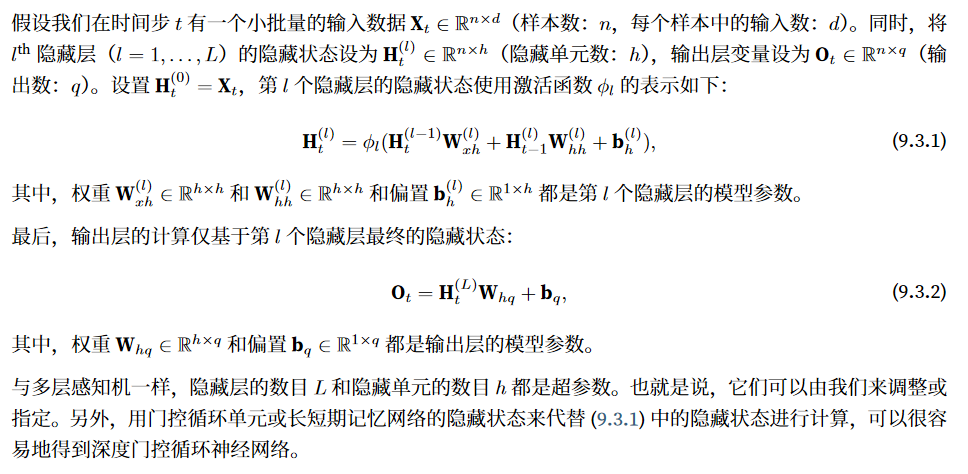 假设我们在时间步 t 有一个小批量的输入数据 𝐗ₜ ∈ ℝⁿˣᵈ（样本数：n，每个样本中的输入数：d）。同时，将
lᵗʰ 隐藏层（l = 1, . . . , L）的隐藏状态设为 $\mathbf{H}_t^{(l)} \in \mathbb{R}^{n \times h}$（隐藏单元数：h），输出层变量设为 $\mathbf{O}_t \in \mathbb{R}^{n \times q}$（输
出数：q）。设置 $\mathbf{H}_t^{(0)} = \mathbf{X}_t$，第 l 个隐藏层的隐藏状态使用激活函数 $\phi_l$ 的表示如下：
$\mathbf{H}_t^{(l)} = \phi_l(\mathbf{H}_t^{(l-1)} \mathbf{W}_{xh}^{(l)} + \mathbf{H}_{t-1}^{(l)} \mathbf{W}_{hh}^{(l)} + \mathbf{b}_h^{(l)}),$ (9.3.1)
其中，权重 $\mathbf{W}_{xh}^{(l)} \in \mathbb{R}^{h \times h}$ 和 $\mathbf{W}_{hh}^{(l)} \in \mathbb{R}^{h \times h}$ 和偏置 $\mathbf{b}_h^{(l)} \in \mathbb{R}^{1 \times h}$ 都是第 l 个隐藏层的模型参数。
最后，输出层的计算仅基于第 l 个隐藏层最终的隐藏状态：
$\mathbf{O}_t = \mathbf{H}_t^{(L)} \mathbf{W}_{hq} + \mathbf{b}_q,$ (9.3.2)
其中，权重 $\mathbf{W}_{hq} \in \mathbb{R}^{h \times q}$ 和偏置 $\mathbf{b}_q \in \mathbb{R}^{1 \times q}$ 都是输出层的模型参数。
与多层感知机一样，隐藏层的数目 L 和隐藏单元的数目 h 都是超参数。也就是说，它们可以由我们来调整或
指定。另外，用门控循环单元或长短期记忆网络的隐藏状态来代替 (9.3.1) 中的隐藏状态进行计算，可以很容
易地得到深度门控循环神经网络。